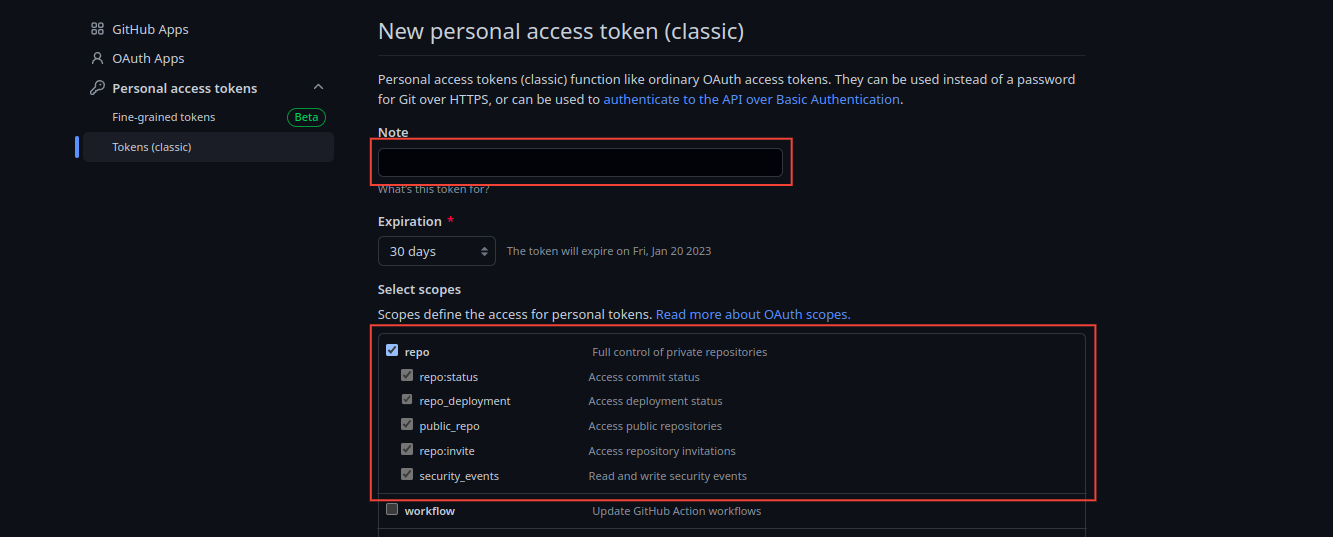 GitHub Apps
OAuth Apps
Personal access tokens
Fine-grained tokens Beta
Tokens (classic)
New personal access token (classic)
Personal access tokens (classic) function like ordinary OAuth access tokens. They can be used instead of a password
for Git over HTTPS, or can be used to authenticate to the API over Basic Authentication.
Note
What's this token for?
Expiration *
30 days The token will expire on Fri, Jan 20 2023
Select scopes
Scopes define the access for personal tokens. Read more about OAuth scopes.
repo Full control of private repositories
repo:status Access commit status
repo_deployment Access deployment status
public_repo Access public repositories
repo:invite Access repository invitations
security_events Read and write security events
workflow Update GitHub Action workflows